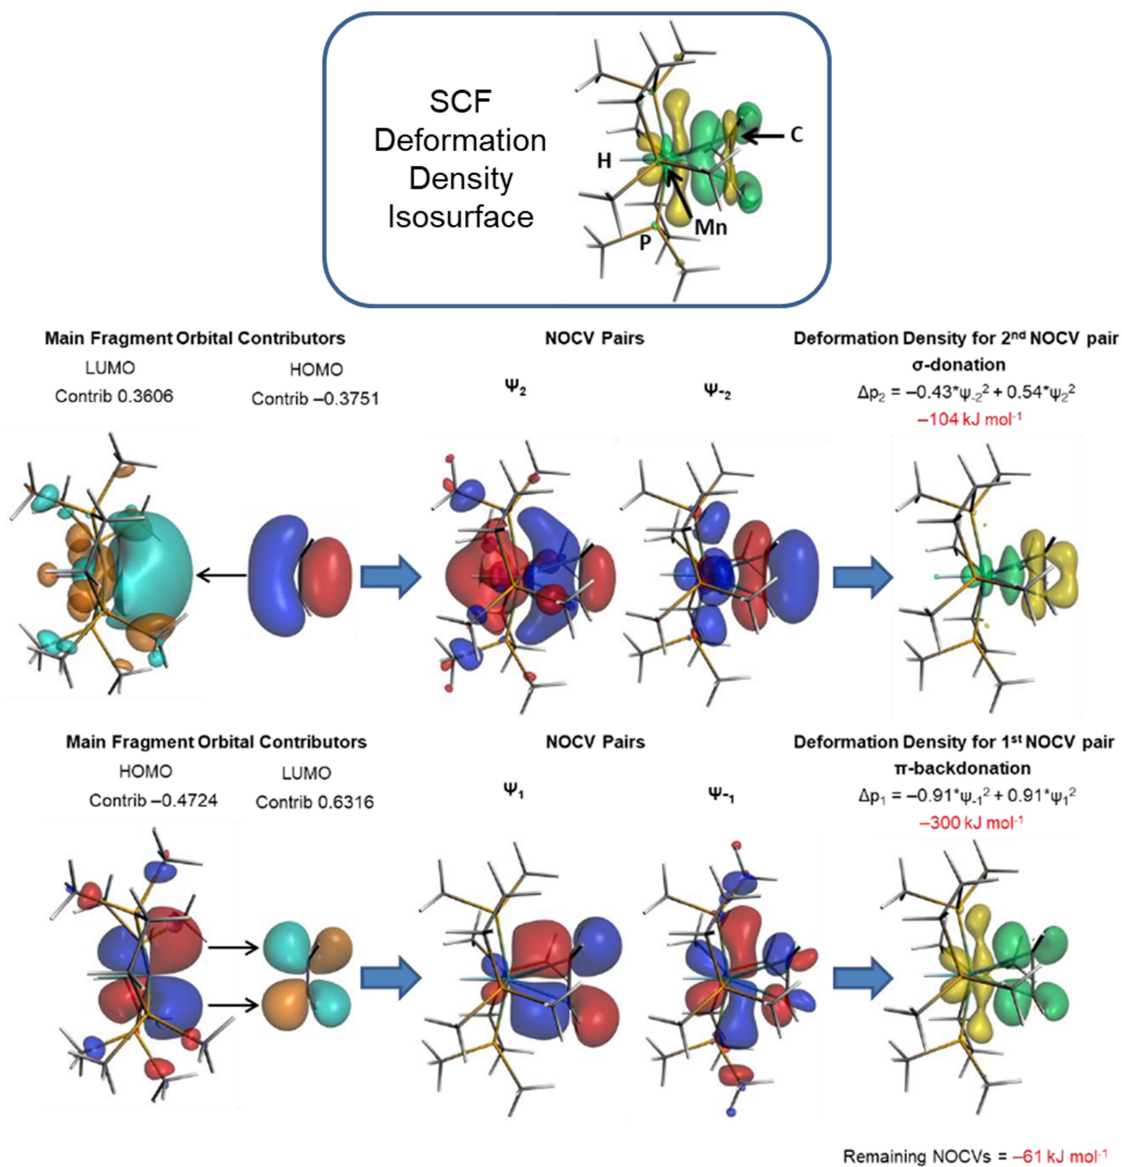 SCF
Deformation
Density
Isosurface
H
C
Mn
P
Main Fragment Orbital Contributors
LUMO
Contrib 0.3606
HOMO
Contrib –0.3751
NOCV Pairs
Ψ2
Ψ-2
Deformation Density for 2nd NOCV pair
σ-donation
Δp2 = –0.43*ψ-2² + 0.54*ψ2²
–104 kJ mol-1
Main Fragment Orbital Contributors
HOMO
Contrib –0.4724
LUMO
Contrib 0.6316
NOCV Pairs
Ψ1
Ψ-1
Deformation Density for 1st NOCV pair
π-backdonation
Δp1 = –0.91*ψ-1² + 0.91*ψ1²
–300 kJ mol-1
Remaining NOCVs = –61 kJ mol-1